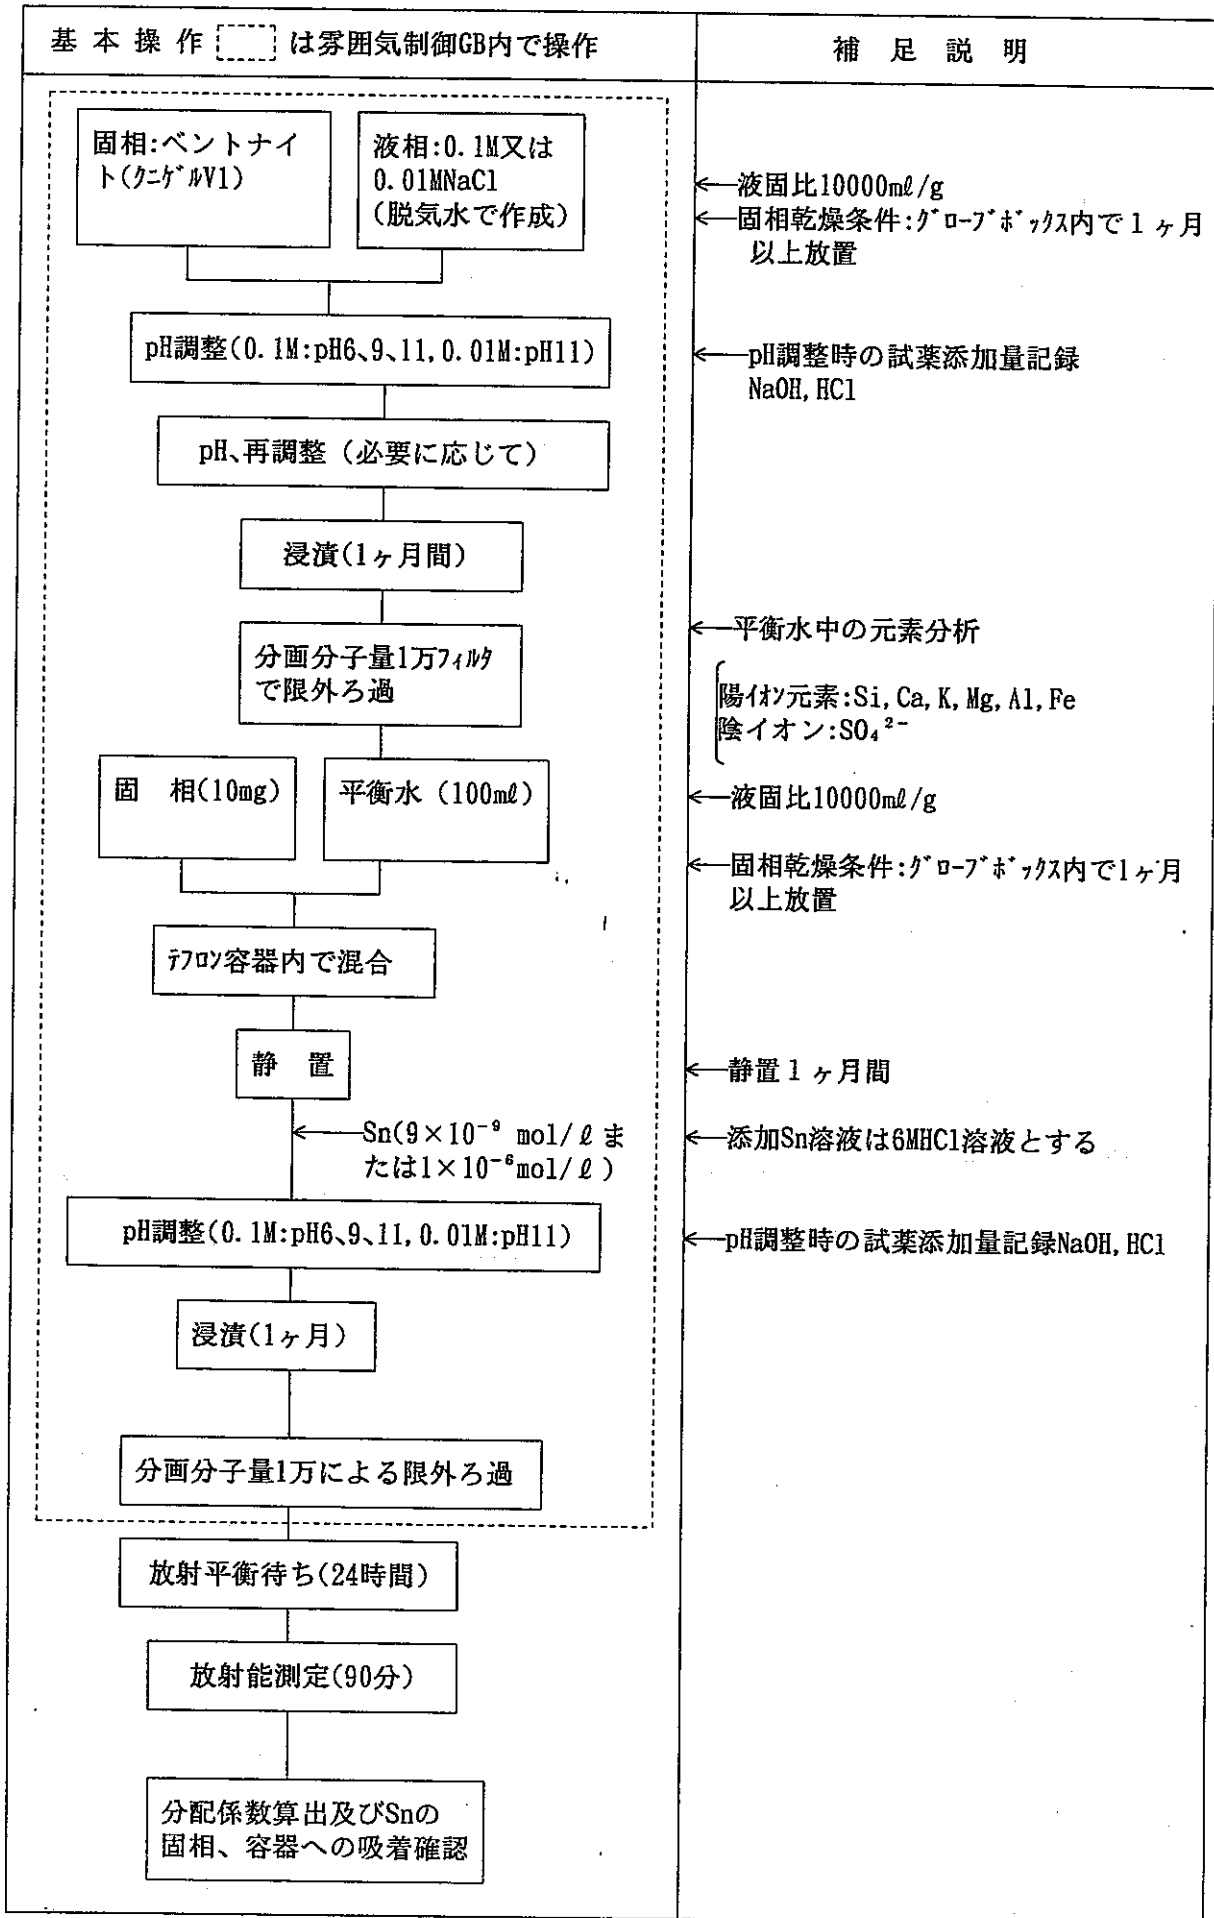 基本操作 は雰囲気制御GB内で操作
補足説明
固相:ベントナイ
ト(クニゲルV1)
液相:0.1M又は
0.01MNaCl
(脱気水で作成)
←液固比10000mℓ/g
←固相乾燥条件:グローブボックス内で1ヶ月
以上放置
pH調整(0.1M:pH6、9、11,0.01M:pH11)
←pH調整時の試薬添加量記録
NaOH,HCl
pH、再調整(必要に応じて)
浸漬(1ヶ月間)
分画分子量1万フィルタ
で限外ろ過
←平衡水中の元素分析
陽イオン元素:Si,Ca,K,Mg,Al,Fe
陰イオン:SO₄²⁻
固 相(10mg)
平衡水(100mℓ)
←液固比10000mℓ/g
←固相乾燥条件:グローブボックス内で1ヶ月
以上放置
テフロン容器内で混合
静 置
←静置1ヶ月間
←Sn(9×10⁻⁹ mol/ℓま
たは1×10⁻⁶mol/ℓ)
←添加Sn溶液は6MHCl溶液とする
pH調整(0.1M:pH6、9、11,0.01M:pH11)
←pH調整時の試薬添加量記録NaOH,HCl
浸漬(1ヶ月)
分画分子量1万による限外ろ過
放射平衡待ち(24時間)
放射能測定(90分)
分配係数算出及びSnの
固相、容器への吸着確認